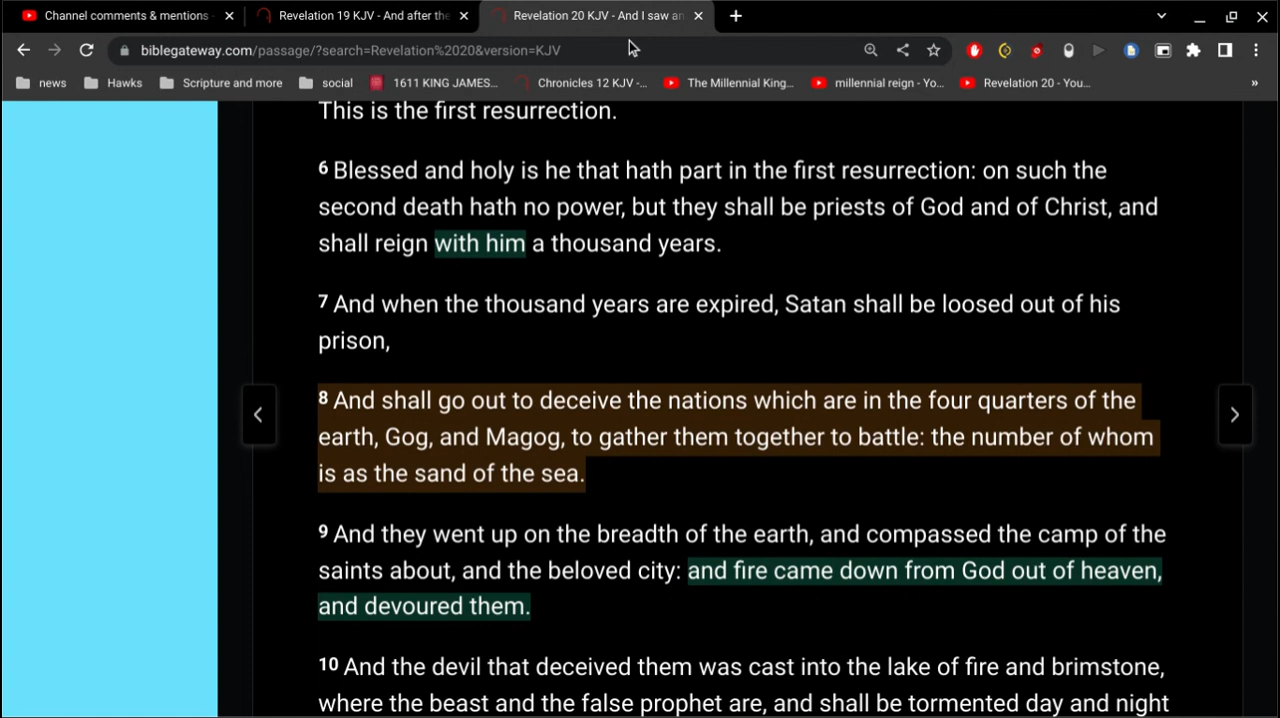 Channel comments & mentions
Revelation 19 KJV - And after the
Revelation 20 KJV - And I saw an
biblegateway.com/passage/?search=Revelation%2020&version=KJV
news
Hawks
Scripture and more
social
1611 KING JAMES...
Chronicles 12 KJV -...
The Millennial King...
millennial reign - Yo...
Revelation 20 - You...
»
This is the first resurrection.
6 Blessed and holy is he that hath part in the first resurrection: on such the
second death hath no power, but they shall be priests of God and of Christ, and
shall reign with him a thousand years.
7 And when the thousand years are expired, Satan shall be loosed out of his
prison,
8 And shall go out to deceive the nations which are in the four quarters of the
earth, Gog, and Magog, to gather them together to battle: the number of whom
is as the sand of the sea.
9 And they went up on the breadth of the earth, and compassed the camp of the
saints about, and the beloved city: and fire came down from God out of heaven,
and devoured them.
10 And the devil that deceived them was cast into the lake of fire and brimstone,
where the beast and the false prophet are, and shall be tormented day and night